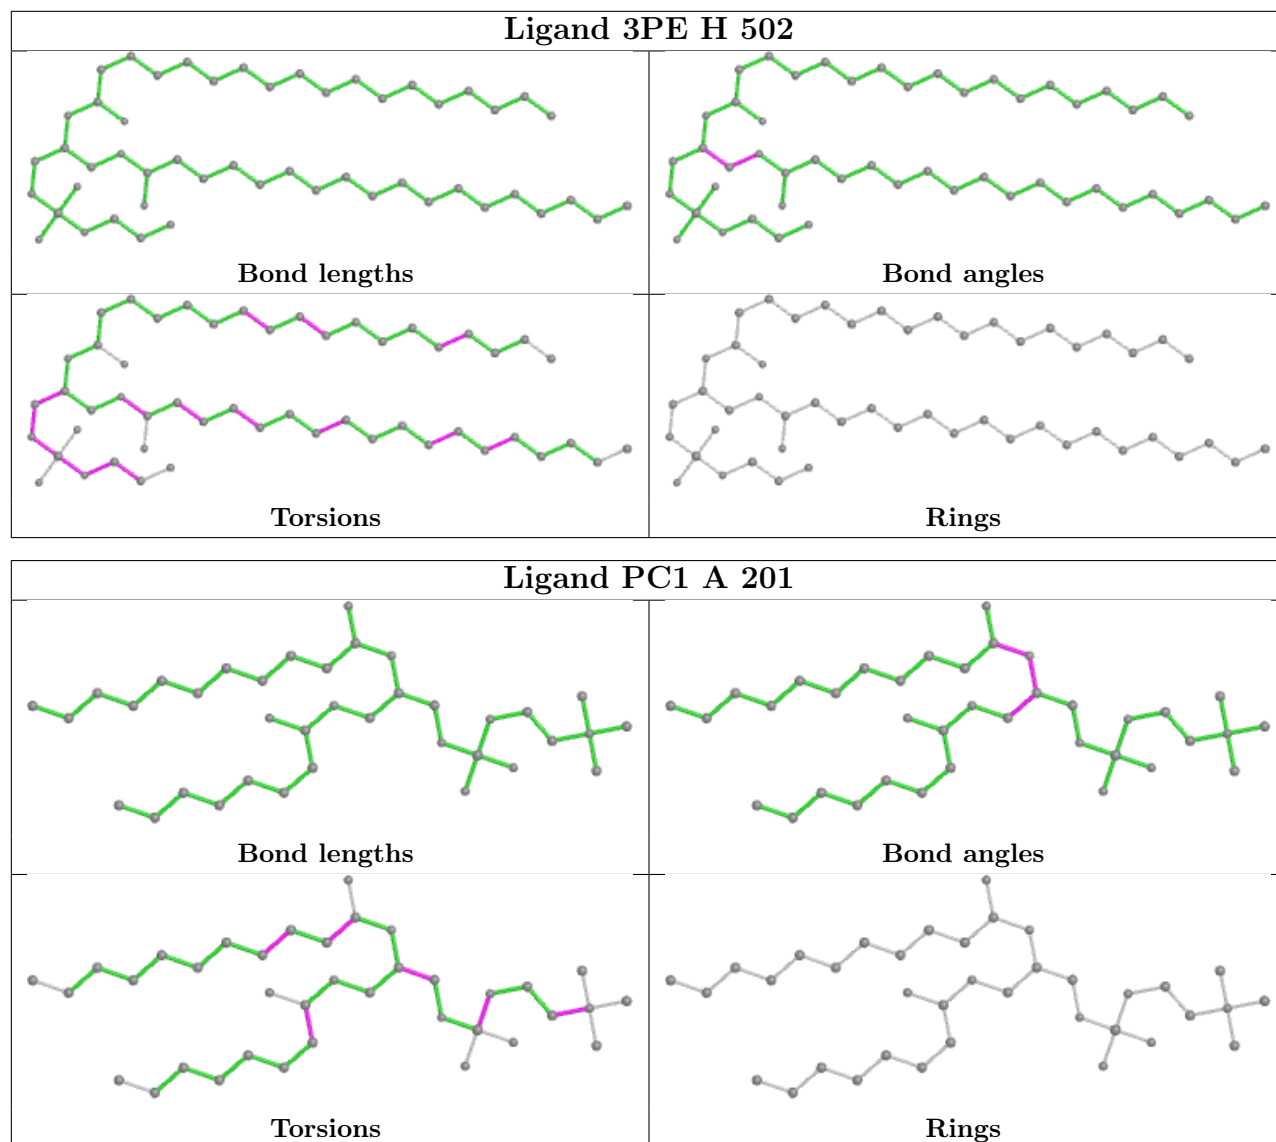 Ligand 3PE H 502
Bond lengths
Bond angles
Torsions
Rings
Ligand PC1 A 201
Bond lengths
Bond angles
Torsions
Rings